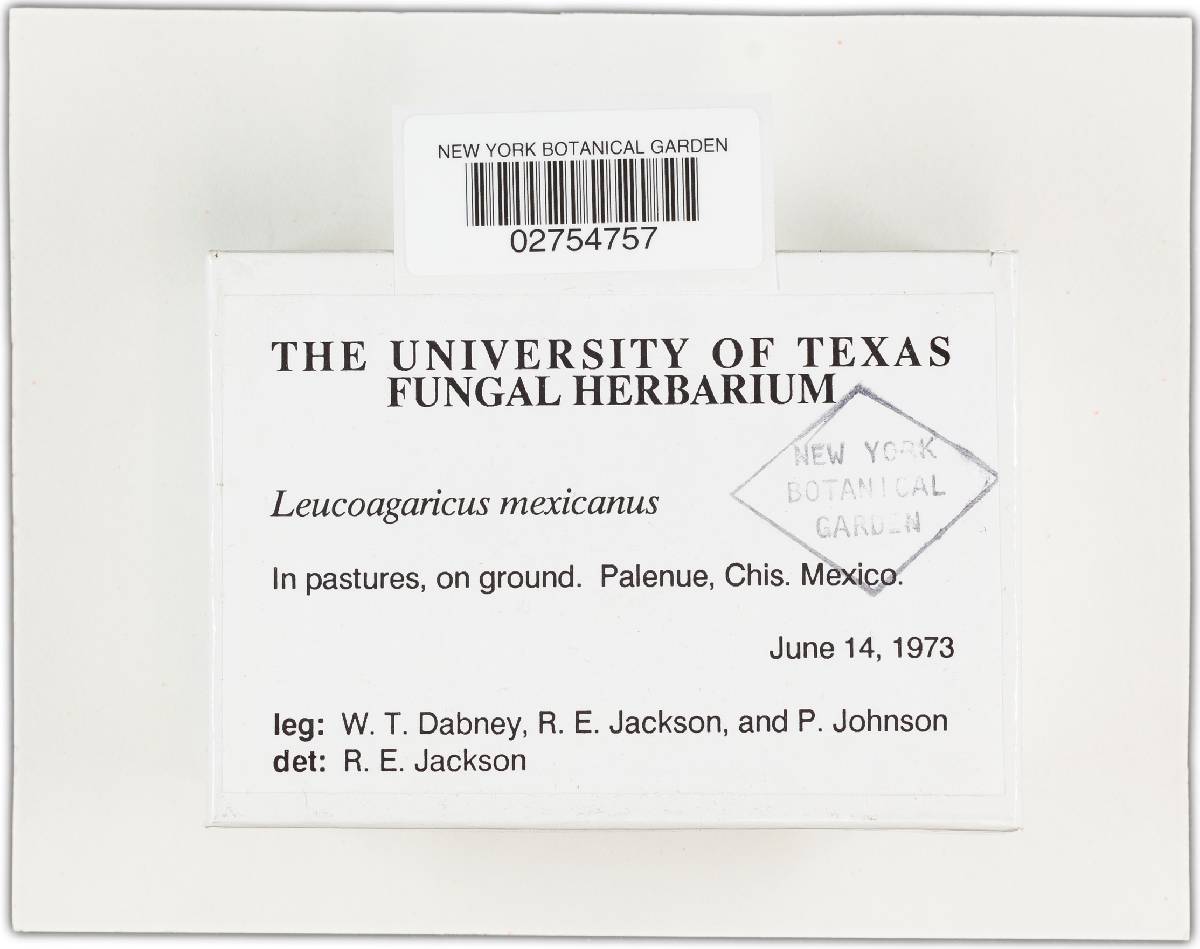 NEW YORK BOTANICAL GARDEN
02754757
THE UNIVERSITY OF TEXAS
FUNGAL HERBARIUM
NEW YORK
BOTANICAL
GARDEN
Leucoagaricus mexicanus
In pastures, on ground. Palenue, Chis. Mexico.
June 14, 1973
leg: W. T. Dabney, R. E. Jackson, and P. Johnson
det: R. E. Jackson